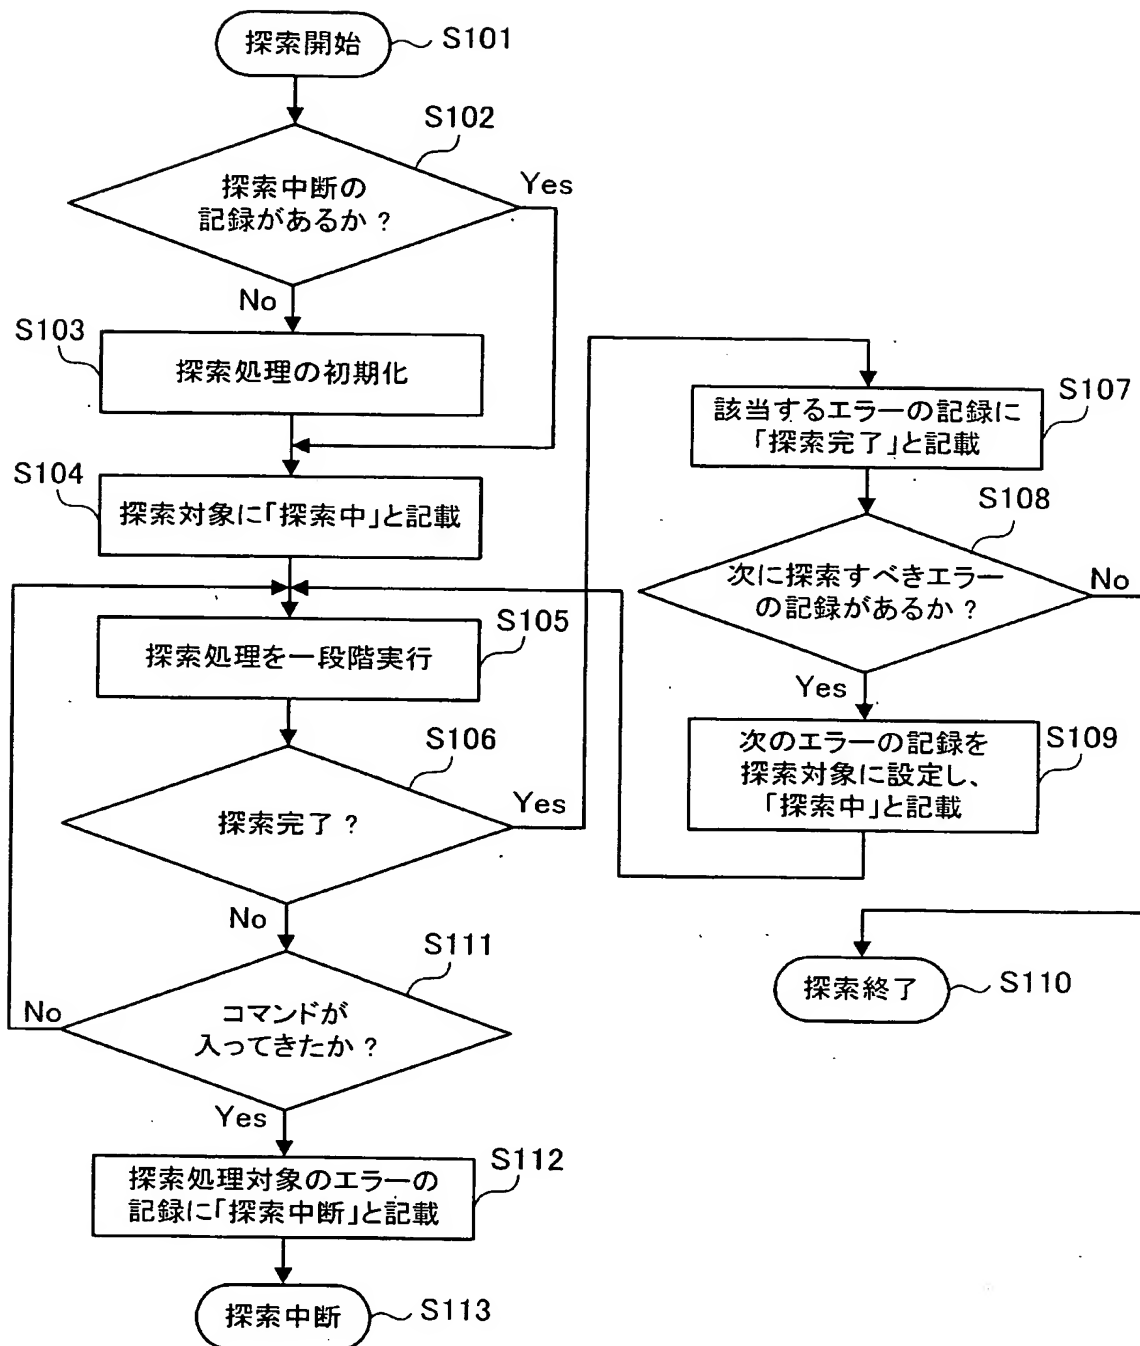 探索開始
S101
S102
探索中断の
記録があるか?
Yes
No
S103
探索処理の初期化
S104
探索対象に「探索中」と記載
S105
探索処理を一段階実行
S106
探索完了?
Yes
No
S111
コマンドが
入ってきたか?
No
Yes
S112
探索処理対象のエラーの
記録に「探索中断」と記載
探索中断
S113
S107
該当するエラーの記録に
「探索完了」と記載
S108
次に探索すべきエラー
の記録があるか?
No
Yes
S109
次のエラーの記録を
探索対象に設定し、
「探索中」と記載
探索終了
S110